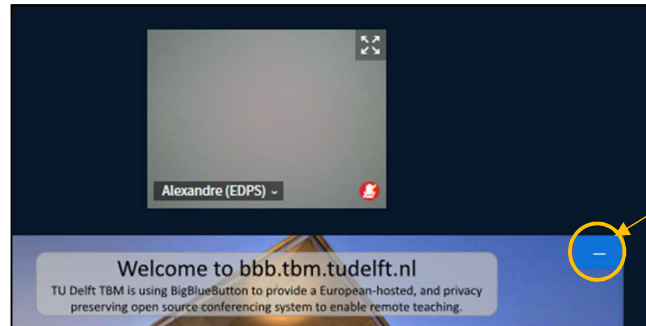 Alexandre (EDPS)
Welcome to bbb.tbm.tudelft.nl
TU Delft TBM is using BigBlueButton to provide a European-hosted, and privacy
preserving open source conferencing system to enable remote teaching.